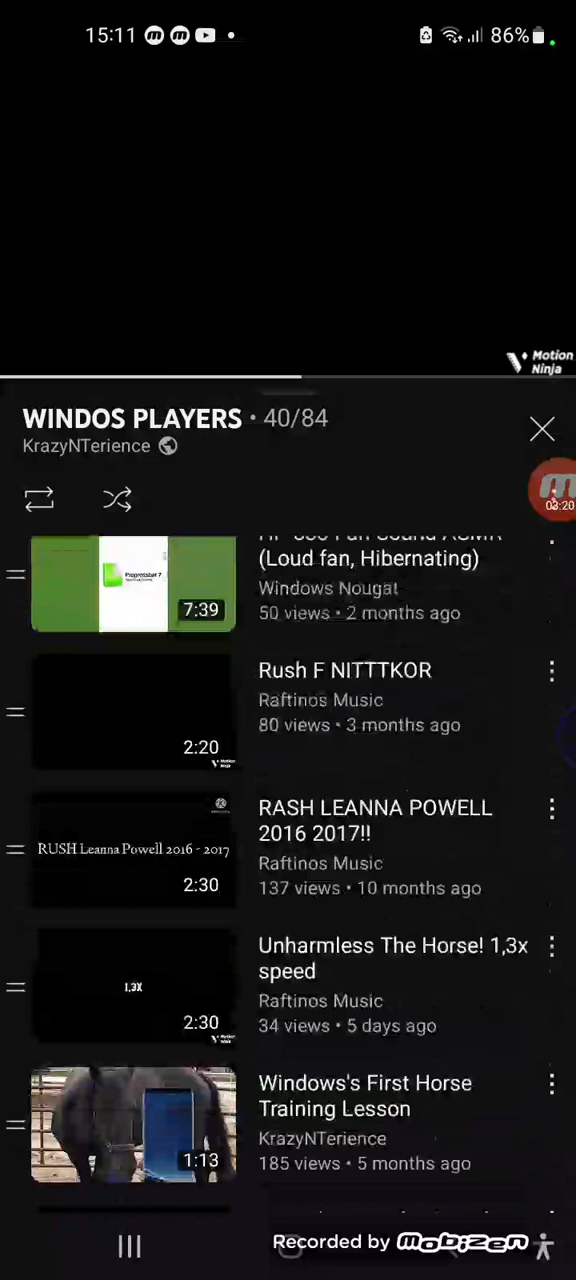 15:11
86%
Motion
Ninja
WINDOS PLAYERS • 40/84
KrazyNTerience
03:20
(Loud fan, Hibernating)
Progressbar 7
7:39
Windows Nougat
50 views • 2 months ago
Rush F NITTTKOR
Raftinos Music
80 views • 3 months ago
2:20
RASH LEANNA POWELL
2016 2017!!
RUSH Leanna Powell 2016 - 2017
Raftinos Music
2:30
137 views • 10 months ago
Unharmless The Horse! 1,3x
speed
1,3X
Raftinos Music
2:30
34 views • 5 days ago
Windows's First Horse
Training Lesson
KrazyNTerience
1:13
185 views • 5 months ago
Recorded by mobizen